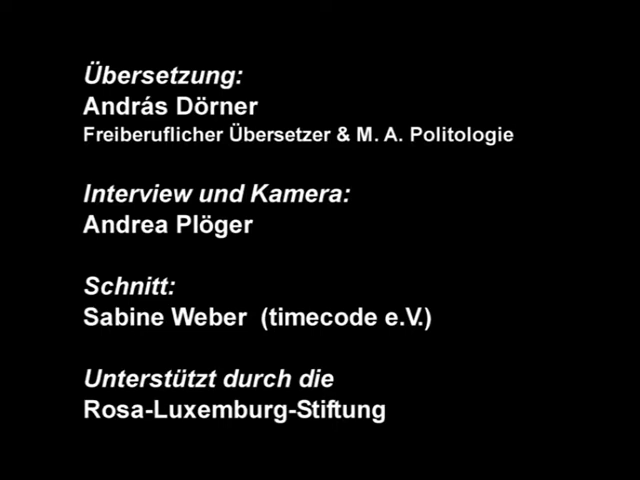 Übersetzung:
András Dörner
Freiberuflicher Übersetzer & M. A. Politologie
Interview und Kamera:
Andrea Plöger
Schnitt:
Sabine Weber (timecode e.V.)
Unterstützt durch die
Rosa-Luxemburg-Stiftung